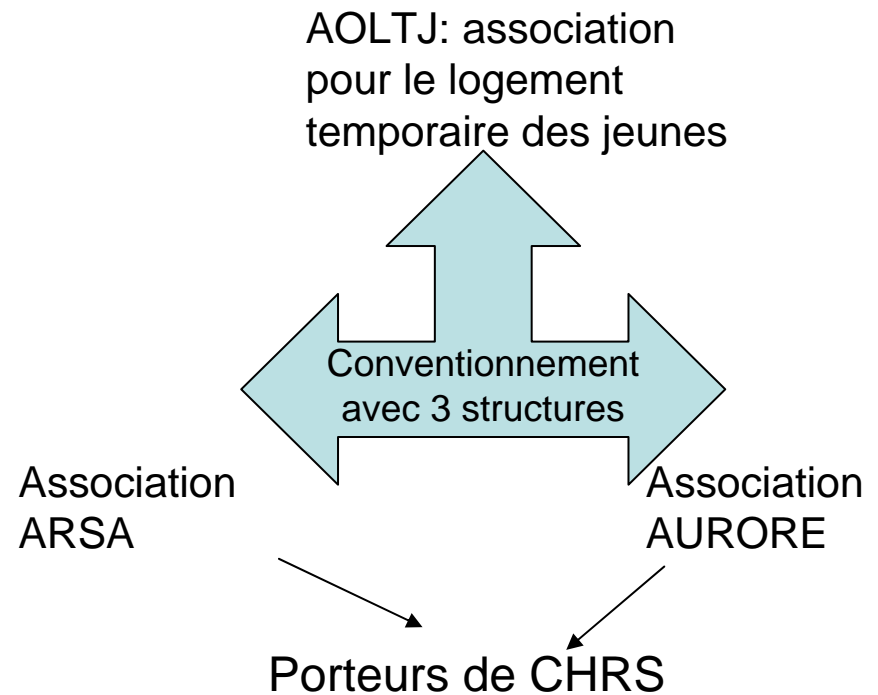 AOLTJ: association
pour le logement
temporaire des jeunes
Conventionnement
avec 3 structures
Association
ARSA
Association
AURORE
Porteurs de CHRS